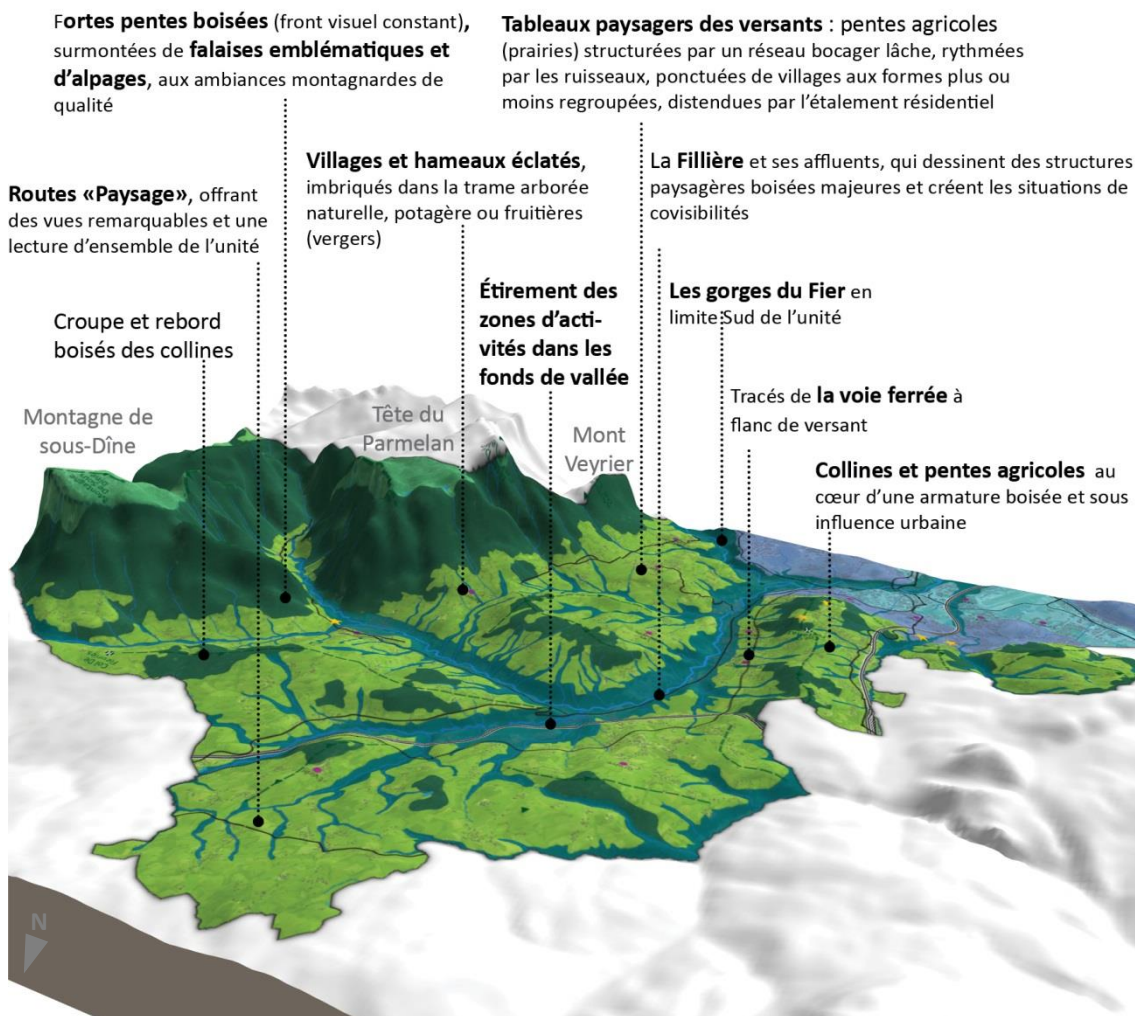 Fortes pentes boisées (front visuel constant),
surmontées de falaises emblématiques et
d'alpages, aux ambiances montagnardes de
qualité
Tableaux paysagers des versants : pentes agricoles
(prairies) structurées par un réseau bocager lâche, rythmées
par les ruisseaux, ponctuées de villages aux formes plus ou
moins regroupées, distendues par l'étalement résidentiel
Routes «Paysage», offrant
des vues remarquables et une
lecture d'ensemble de l'unité
Villages et hameaux éclatés,
imbriqués dans la trame arborée
naturelle, potagère ou fruitières
(vergers)
La Fillière et ses affluents, qui dessinent des structures
paysagères boisées majeures et créent les situations de
covisibilités
Croupe et rebord
boisés des collines
Étirement des
zones d'acti-
vités dans les
fonds de vallée
Les gorges du Fier en
limite Sud de l'unité
Tracés de la voie ferrée à
flanc de versant
Collines et pentes agricoles au
cœur d'une armature boisée et sous
influence urbaine
Montagne de
sous-Dîne
Tête du
Parmelan
Mont
Veyrier
N